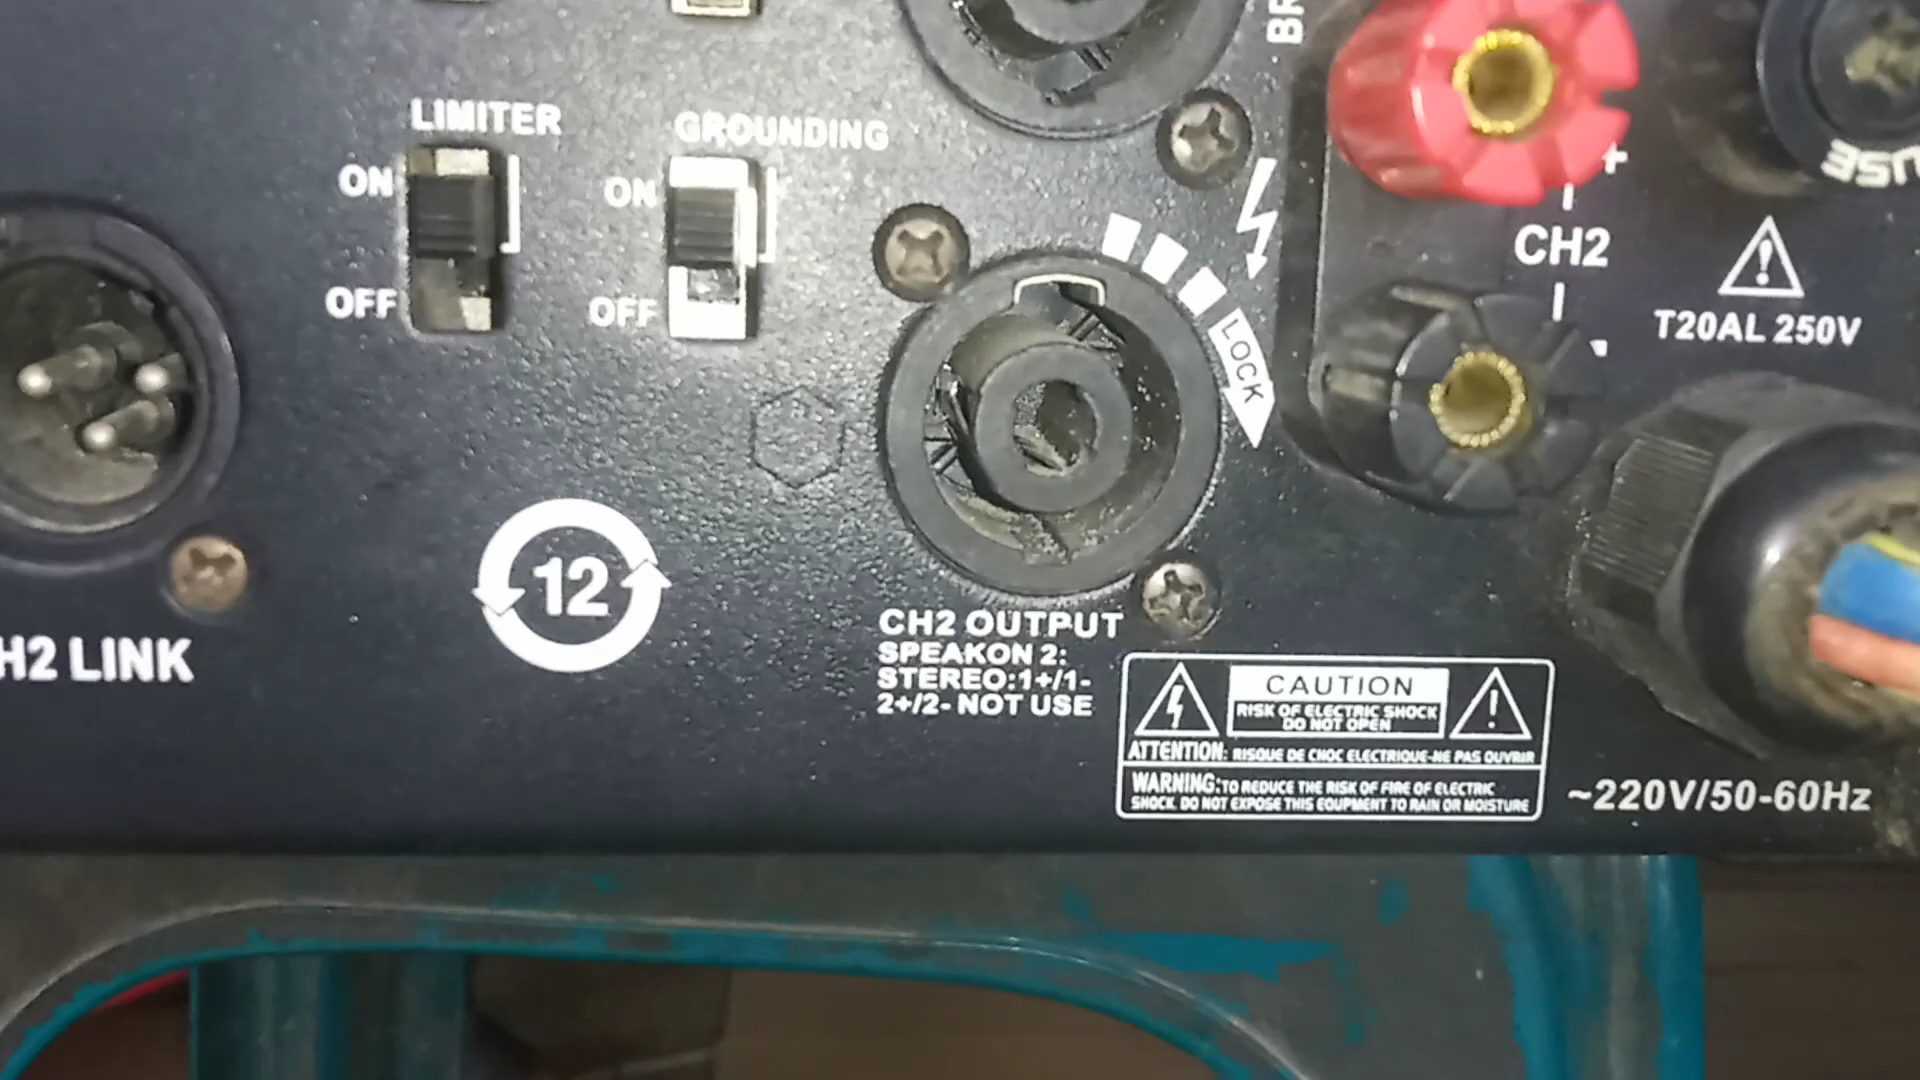 LIMITER
ON
OFF
GROUNDING
ON
OFF
LOCK
+
CH2
-
T20AL 250V
12
H2 LINK
CH2 OUTPUT
SPEAKON 2:
STEREO:1+/1-
2+/2- NOT USE
CAUTION
RISK OF ELECTRIC SHOCK
DO NOT OPEN
ATTENTION: RISQUE DE CHOC ELECTRIQUE-NE PAS OUVRIR
WARNING:TO REDUCE THE RISK OF FIRE OF ELECTRIC
SHOCK. DO NOT EXPOSE THIS EQUPMENT TO RAIN OR MOISTURE
~220V/50-60Hz